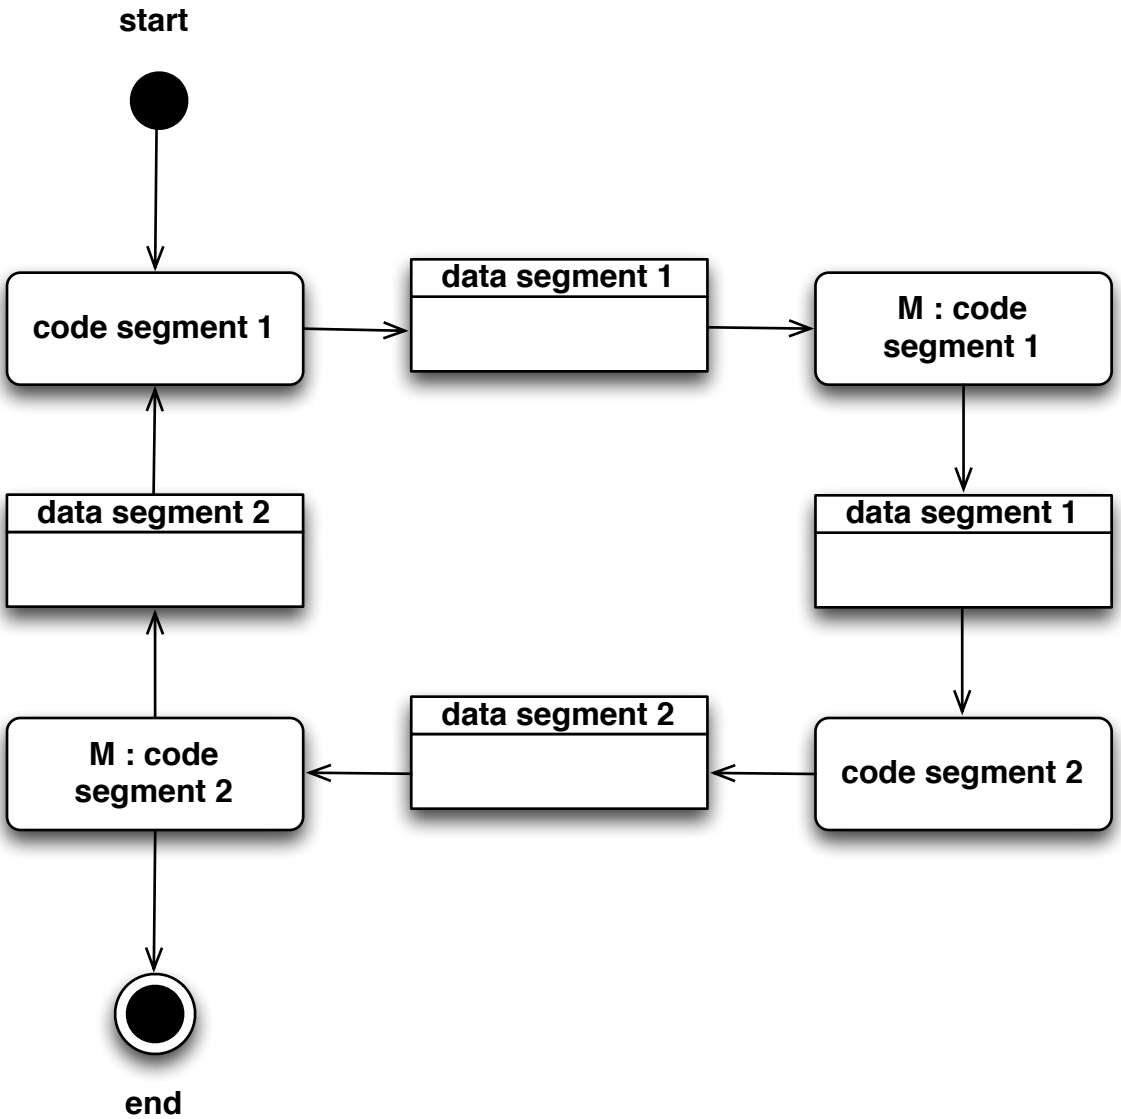 start
code segment 1
data segment 1
M : code
segment 1
data segment 2
data segment 1
M : code
segment 2
data segment 2
code segment 2
end